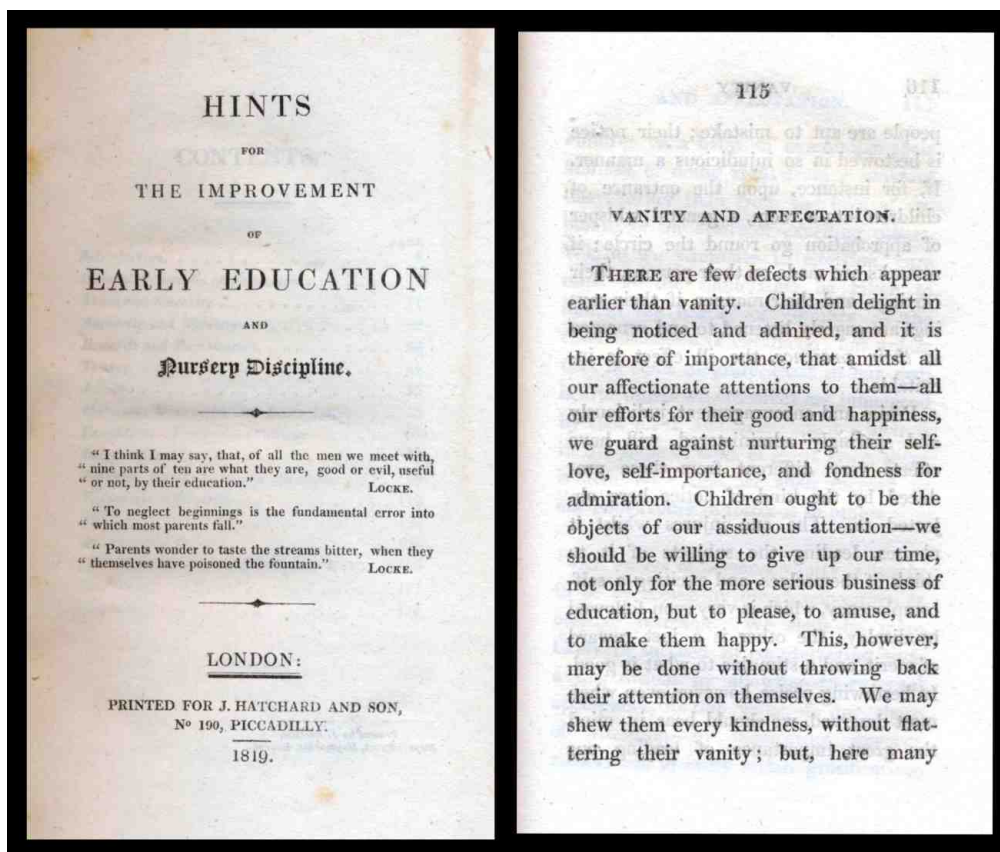 HINTS
FOR
THE IMPROVEMENT
OF
EARLY EDUCATION
AND
Nursery Discipline.
“ I think I may say, that, of all the men we meet with,
“ nine parts of ten are what they are, good or evil, useful
“ or not, by their education.” LOCKE.
“ To neglect beginnings is the fundamental error into
“ which most parents fall.”
“ Parents wonder to taste the streams bitter, when they
“ themselves have poisoned the fountain.” LOCKE.
LONDON:
PRINTED FOR J. HATCHARD AND SON,
No 190, PICCADILLY.
1819.
115
VANITY AND AFFECTATION.
THERE are few defects which appear
earlier than vanity. Children delight in
being noticed and admired, and it is
therefore of importance, that amidst all
our affectionate attentions to them—all
our efforts for their good and happiness,
we guard against nurturing their self-
love, self-importance, and fondness for
admiration. Children ought to be the
objects of our assiduous attention—we
should be willing to give up our time,
not only for the more serious business of
education, but to please, to amuse, and
to make them happy. This, however,
may be done without throwing back
their attention on themselves. We may
shew them every kindness, without flat-
tering their vanity; but, here many